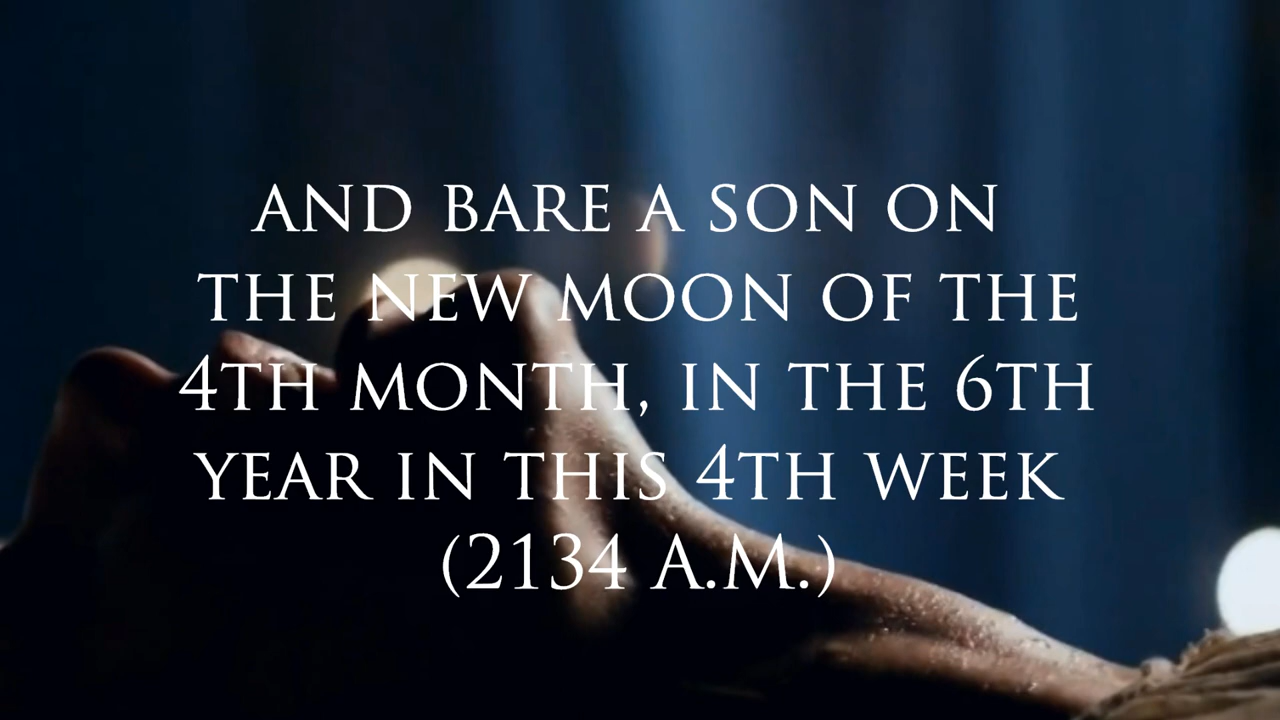 AND BARE A SON ON
THE NEW MOON OF THE
4TH MONTH, IN THE 6TH
YEAR IN THIS 4TH WEEK
(2134 A.M.)